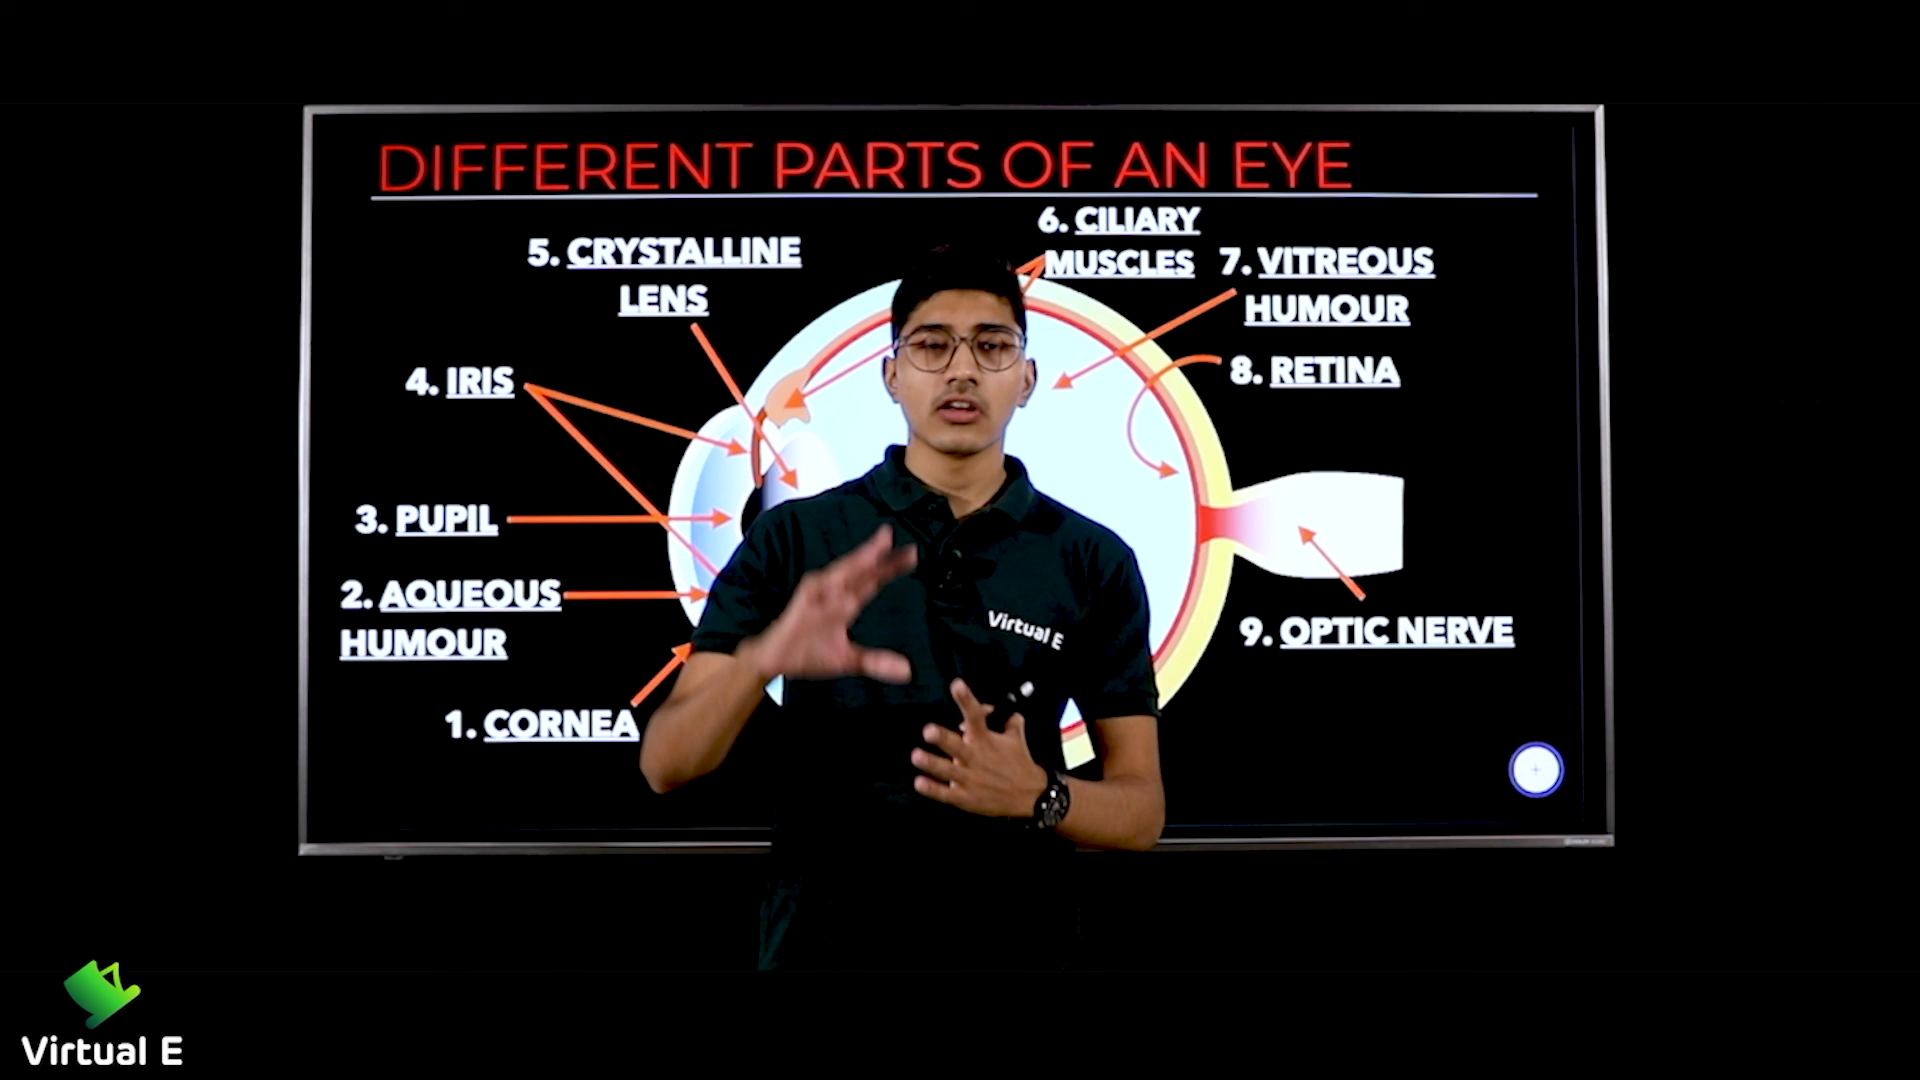 DIFFERENT PARTS OF AN EYE
6. CILIARY
MUSCLES
5. CRYSTALLINE
LENS
7. VITREOUS
HUMOUR
4. IRIS
8. RETINA
3. PUPIL
2. AQUEOUS
HUMOUR
9. OPTIC NERVE
1. CORNEA
Virtual E
Virtual E